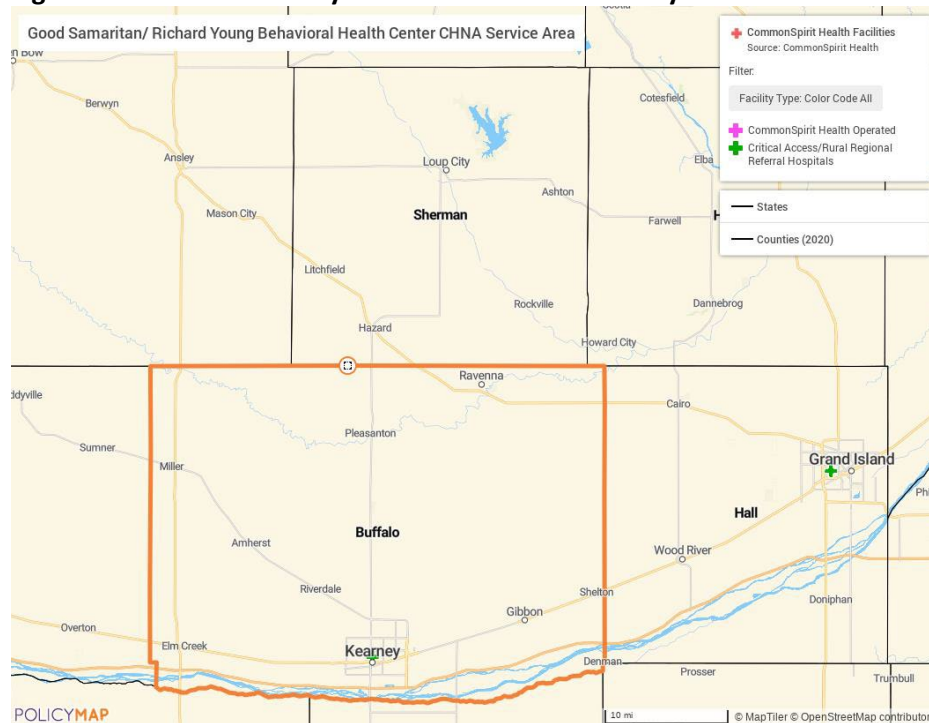 Good Samaritan/ Richard Young Behavioral Health Center CHNA Service Area
CommonSpirit Health Facilities
Source: CommonSpirit Health
Filter:
Facility Type: Color Code All
CommonSpirit Health Operated
Critical Access/Rural Regional
Referral Hospitals
States
Counties (2020)
Bow
Berwyn
Cotesfield
Ansley
Loup City
Elba
Ashton
Mason City
Sherman
Farwell
H
Litchfield
Rockville
Dannebrog
Hazard
Howard City
Ravenna
ddyville
Cairo
Pleasanton
Sumner
Miller
Grand Island
Phi
Buffalo
Hall
Amherst
Wood River
Riverdale
Shelton
Gibbon
Doniphan
Overton
Elm Creek
Kearney
Denman
Prosser
Trumbull
POLICYMAP
10 mi
© MapTiler © OpenStreetMap contributor